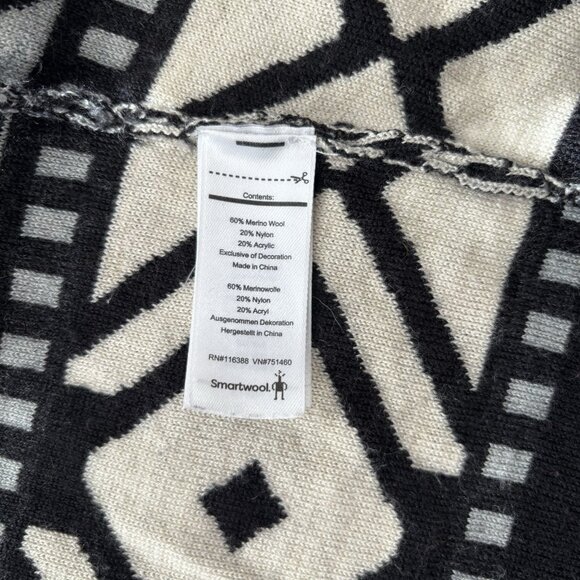 Contents:
60% Merino Wool
20% Nylon
20% Acrylic
Exclusive of Decoration
Made in China
60% Merinowolle
20% Nylon
20% Acryl
Ausgenommen Dekoration
Hergestellt in China
RN#116388 VN#751460
Smartwool.